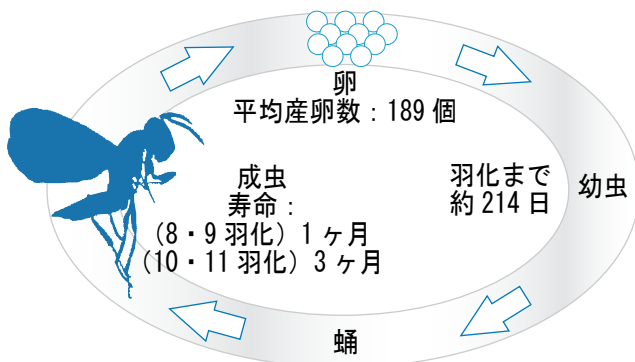 卵
平均産卵数：189 個
成虫
寿命：
(8・9 羽化) 1 ヶ月
(10・11 羽化) 3 ヶ月
羽化まで
約 214 日
幼虫
蛹